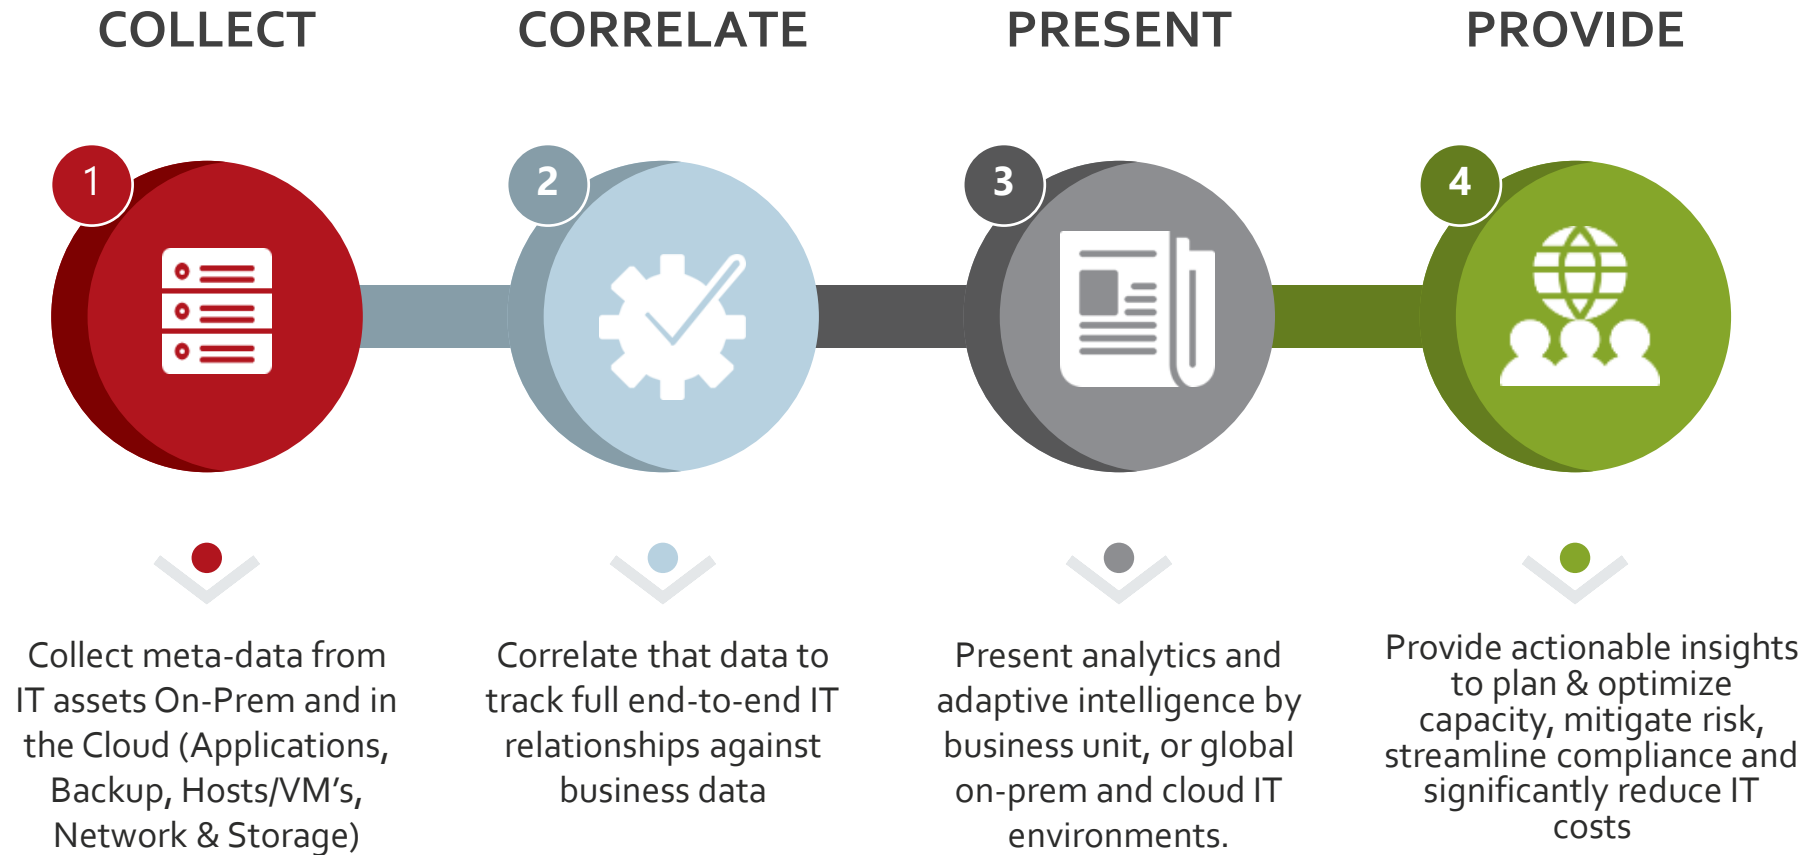 COLLECT
CORRELATE
PRESENT
PROVIDE
1
2
3
4
Collect meta-data from
IT assets On-Prem and in
the Cloud (Applications,
Backup, Hosts/VM’s,
Network & Storage)
Correlate that data to
track full end-to-end IT
relationships against
business data
Present analytics and
adaptive intelligence by
business unit, or global
on-prem and cloud IT
environments.
Provide actionable insights
to plan & optimize
capacity, mitigate risk,
streamline compliance and
significantly reduce IT
costs